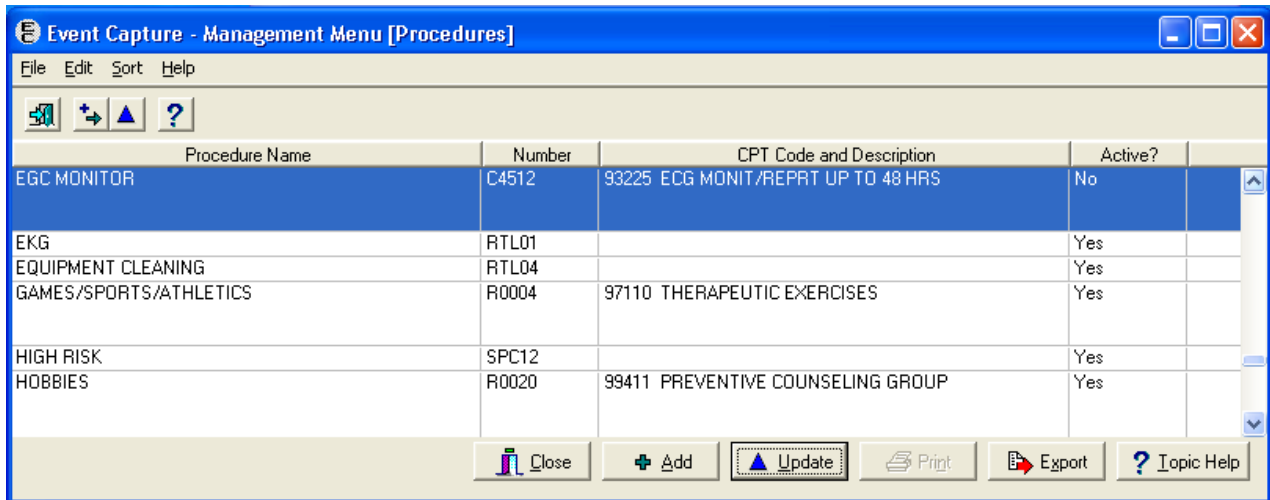 Event Capture - Management Menu [Procedures]
File Edit Sort Help
?
Procedure Name Number CPT Code and Description Active?
EGC MONITOR C4512 93225 ECG MONIT/REPRT UP TO 48 HRS No
EKG RTL01 Yes
EQUIPMENT CLEANING RTL04 Yes
GAMES/SPORTS/ATHLETICS R0004 97110 THERAPEUTIC EXERCISES Yes
HIGH RISK SPC12 Yes
HOBBIES R0020 99411 PREVENTIVE COUNSELING GROUP Yes
Close Add Update Print Export ? Topic Help